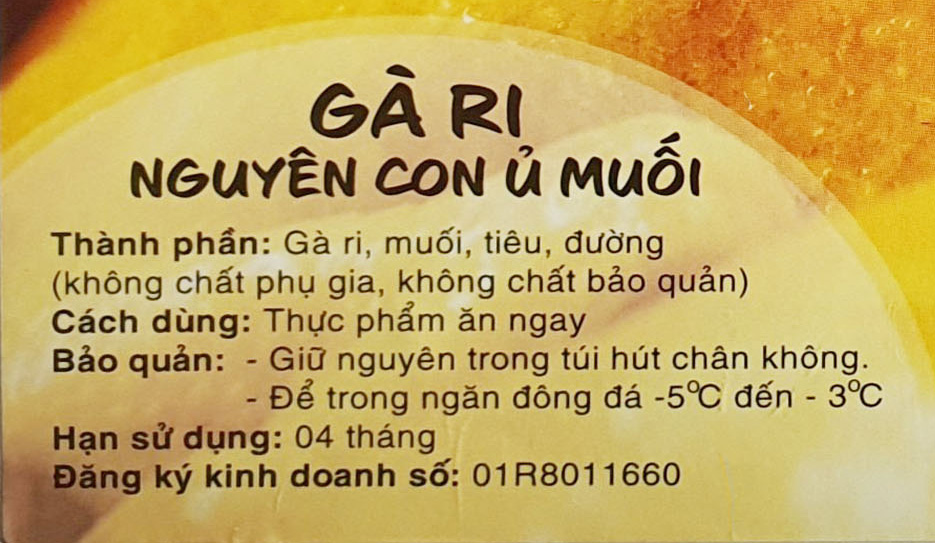 GÀ RI
NGUYÊN CON Ủ MUỐI
Thành phần: Gà ri, muối, tiêu, đường
(không chất phụ gia, không chất bảo quản)
Cách dùng: Thực phẩm ăn ngay
Bảo quản: - Giữ nguyên trong túi hút chân không.
- Để trong ngăn đông đá -5°C đến - 3°C
Hạn sử dụng: 04 tháng
Đăng ký kinh doanh số: 01R8011660